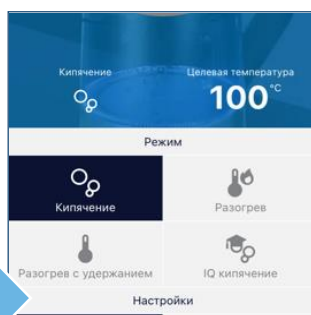 Кипячение Целевая температура
100 °C
Режим
Кипячение Разогрев
Разогрев с удержанием IQ кипячение
Настройки